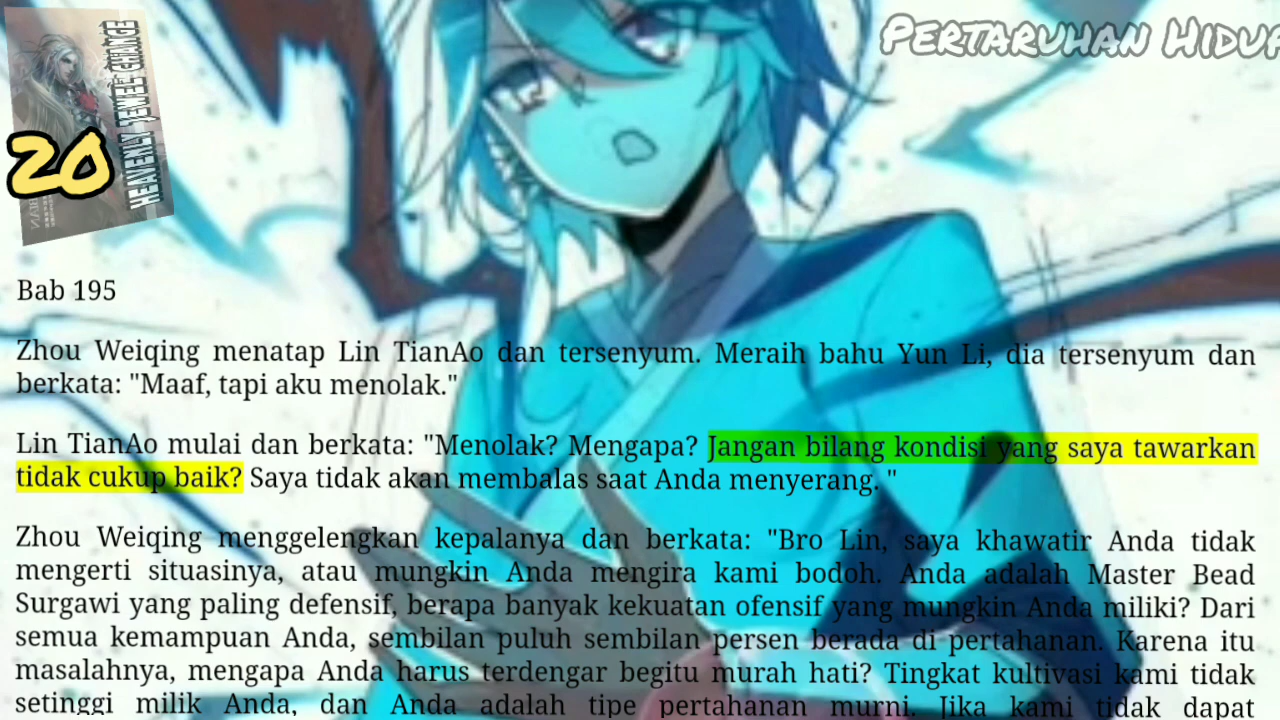 PERTARUHAN HIDUP
HEAVENLY JEWEL CHANGE
20
Bab 195
Zhou Weiqing menatap Lin TianAo dan tersenyum. Meraih bahu Yun Li, dia tersenyum dan
berkata: "Maaf, tapi aku menolak."
Lin TianAo mulai dan berkata: "Menolak? Mengapa? Jangan bilang kondisi yang saya tawarkan
tidak cukup baik? Saya tidak akan membalas saat Anda menyerang. "
Zhou Weiqing menggelengkan kepalanya dan berkata: "Bro Lin, saya khawatir Anda tidak
mengerti situasinya, atau mungkin Anda mengira kami bodoh. Anda adalah Master Bead
Surgawi yang paling defensif, berapa banyak kekuatan ofensif yang mungkin Anda miliki? Dari
semua kemampuan Anda, sembilan puluh sembilan persen berada di pertahanan. Karena itu
masalahnya, mengapa Anda harus terdengar begitu murah hati? Tingkat kultivasi kami tidak
setinggi milik Anda, dan Anda adalah tipe pertahanan murni. Jika kami tidak dapat